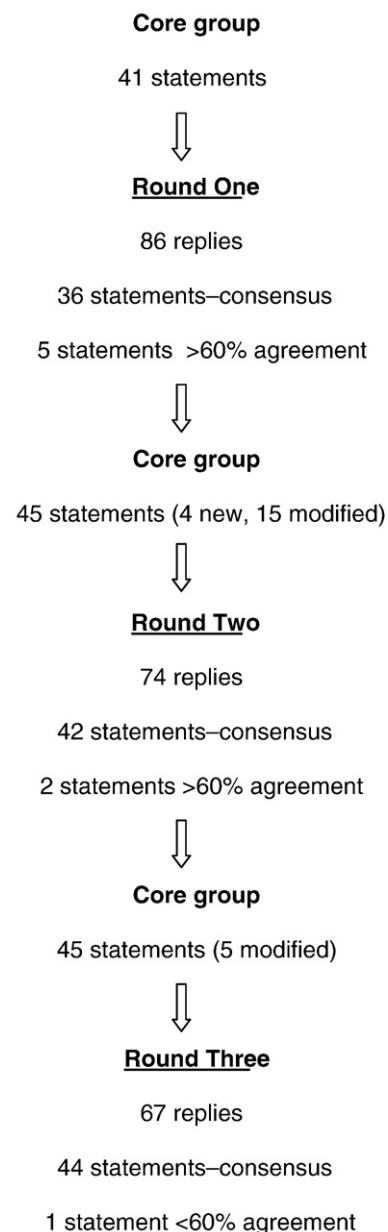 Core group
41 statements
Round One
86 replies
36 statements–consensus
5 statements >60% agreement
Core group
45 statements (4 new, 15 modified)
Round Two
74 replies
42 statements–consensus
2 statements >60% agreement
Core group
45 statements (5 modified)
Round Three
67 replies
44 statements–consensus
1 statement <60% agreement